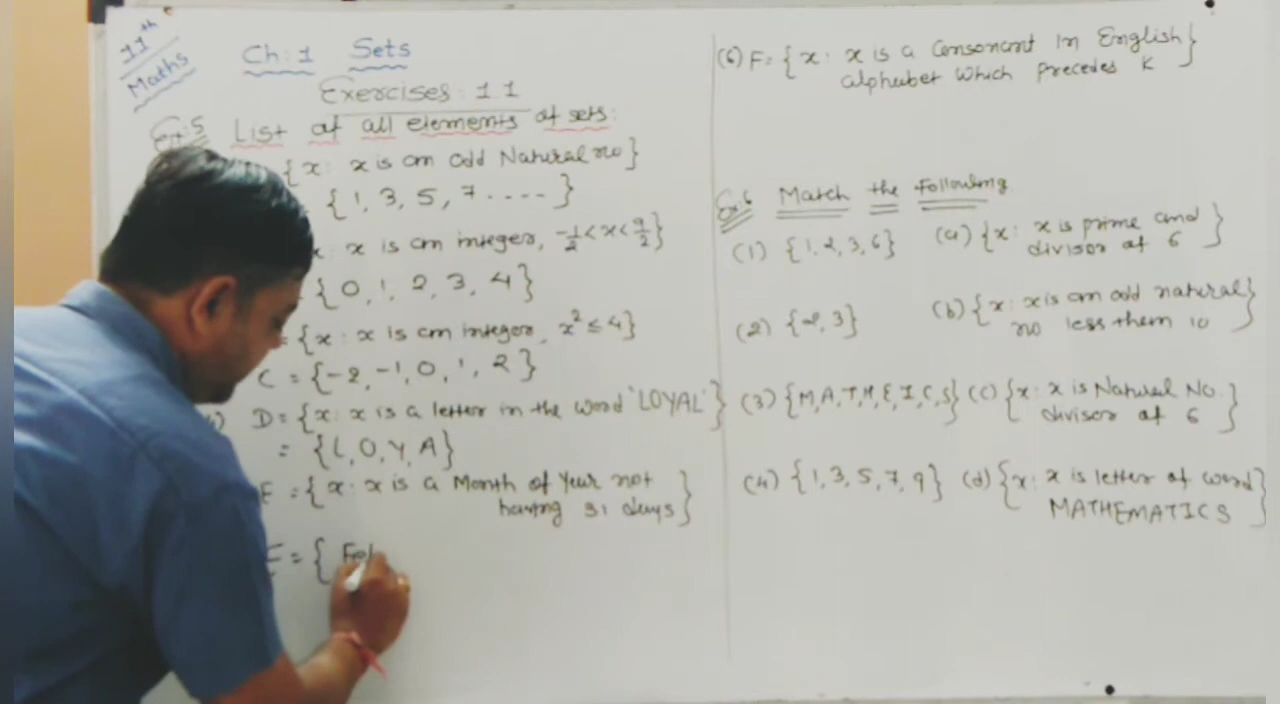 11th
Maths
Ch: 1 Sets
Exercises: 1.1
Ex:5 List of all elements of sets:
{x: x is an odd Natural no}
{1, 3, 5, 7 ....}
x: x is an integer, -1/2 < x < 9/2}
{0, 1, 2, 3, 4}
= {x: x is an integer, x² ≤ 4}
C = {-2, -1, 0, 1, 2}
) D = {x: x is a letter in the word 'LOYAL'}
= {L, O, Y, A}
E = {x: x is a Month of Year not
having 31 days}
E = { Feb
(6) F = {x: x is a consonant in English
alphabet which precedes K}
Ex:6 Match the Following
(1) {1, 2, 3, 6} (a) {x: x is prime and
divisor of 6}
(2) {2, 3} (b) {x: x is an odd natural
no less than 10}
(3) {M,A,T,H,E,I,C,S} (c) {x: x is Natural No.
divisor of 6}
(4) {1, 3, 5, 7, 9} (d) {x: x is letter of word
MATHEMATICS}